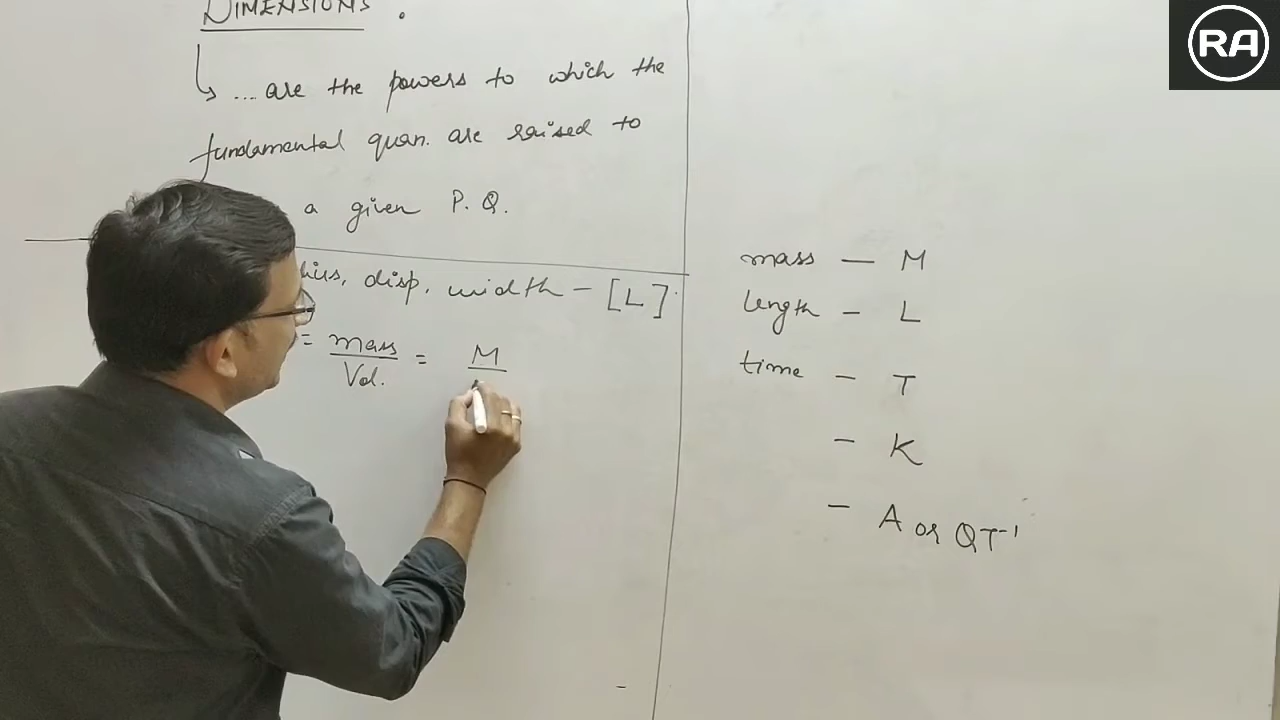 DIMENSIONS.
... are the powers to which the
fundamental quan. are raised to
a given P.Q.
disp, width - [L].
= mass/Vol. = M/
mass — M
length - L
time - T
- K
- A or QT⁻¹
RA